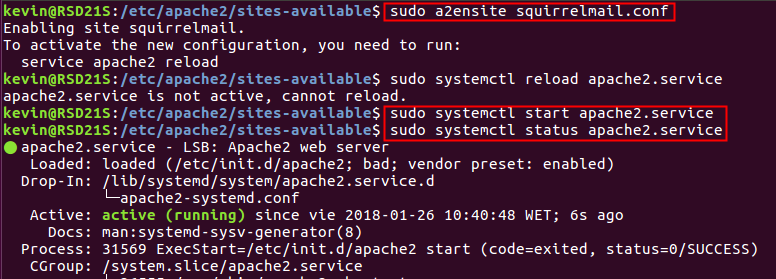 kevin@RSD21S:/etc/apache2/sites-available$ sudo a2ensite squirrelmail.conf
Enabling site squirrelmail.
To activate the new configuration, you need to run:
  service apache2 reload
kevin@RSD21S:/etc/apache2/sites-available$ sudo systemctl reload apache2.service
apache2.service is not active, cannot reload.
kevin@RSD21S:/etc/apache2/sites-available$ sudo systemctl start apache2.service
kevin@RSD21S:/etc/apache2/sites-available$ sudo systemctl status apache2.service
● apache2.service - LSB: Apache2 web server
   Loaded: loaded (/etc/init.d/apache2; bad; vendor preset: enabled)
  Drop-In: /lib/systemd/system/apache2.service.d
           └─apache2-systemd.conf
   Active: active (running) since vie 2018-01-26 10:40:48 WET; 6s ago
     Docs: man:systemd-sysv-generator(8)
  Process: 31569 ExecStart=/etc/init.d/apache2 start (code=exited, status=0/SUCCESS)
   CGroup: /system.slice/apache2.service